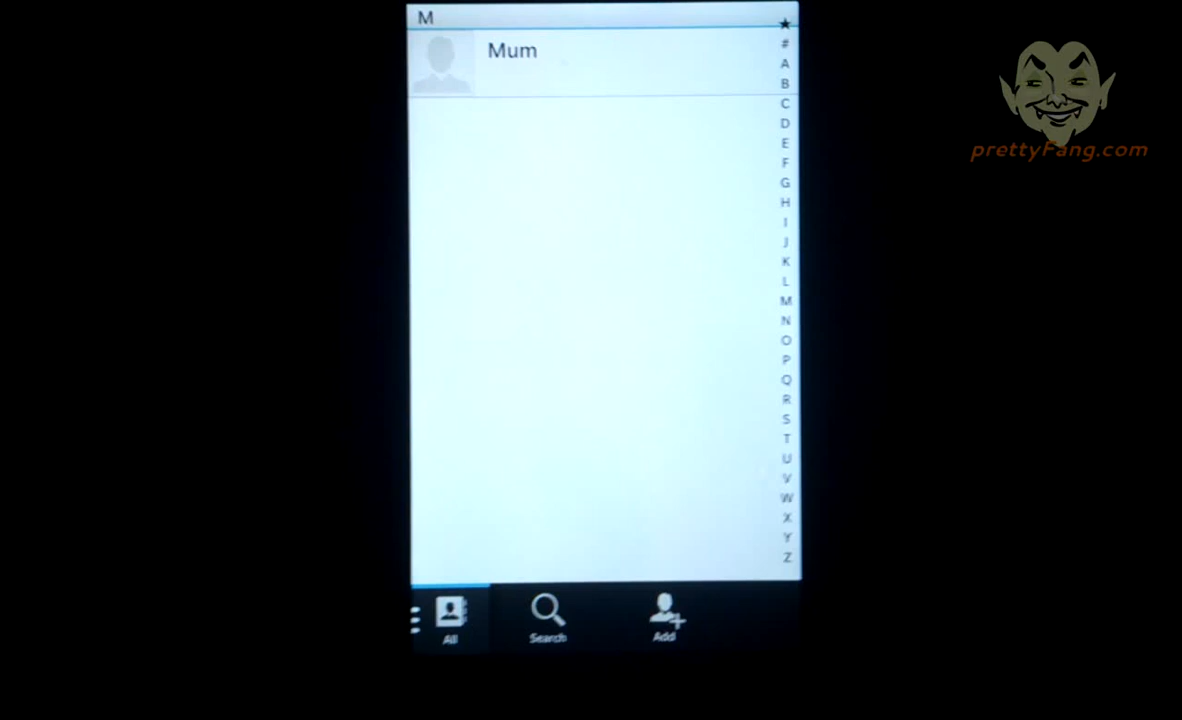 M
Mum
★
#
A
B
C
D
E
F
G
H
I
J
K
L
M
N
O
P
Q
R
S
T
U
V
W
X
Y
Z
All
Search
Add
prettyFang.com